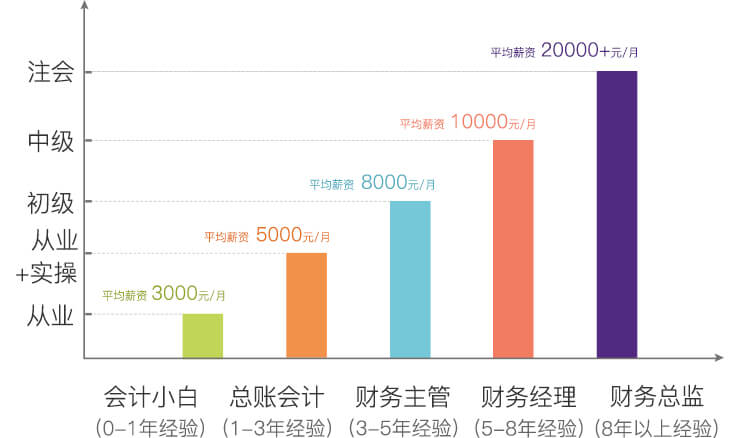 平均薪资 20000+元/月
注会
平均薪资 10000元/月
中级
平均薪资 8000元/月
初级
平均薪资 5000元/月
从业
+实操
平均薪资 3000元/月
从业
会计小白 总账会计 财务主管 财务经理 财务总监
(0-1年经验) (1-3年经验) (3-5年经验) (5-8年经验) (8年以上经验)